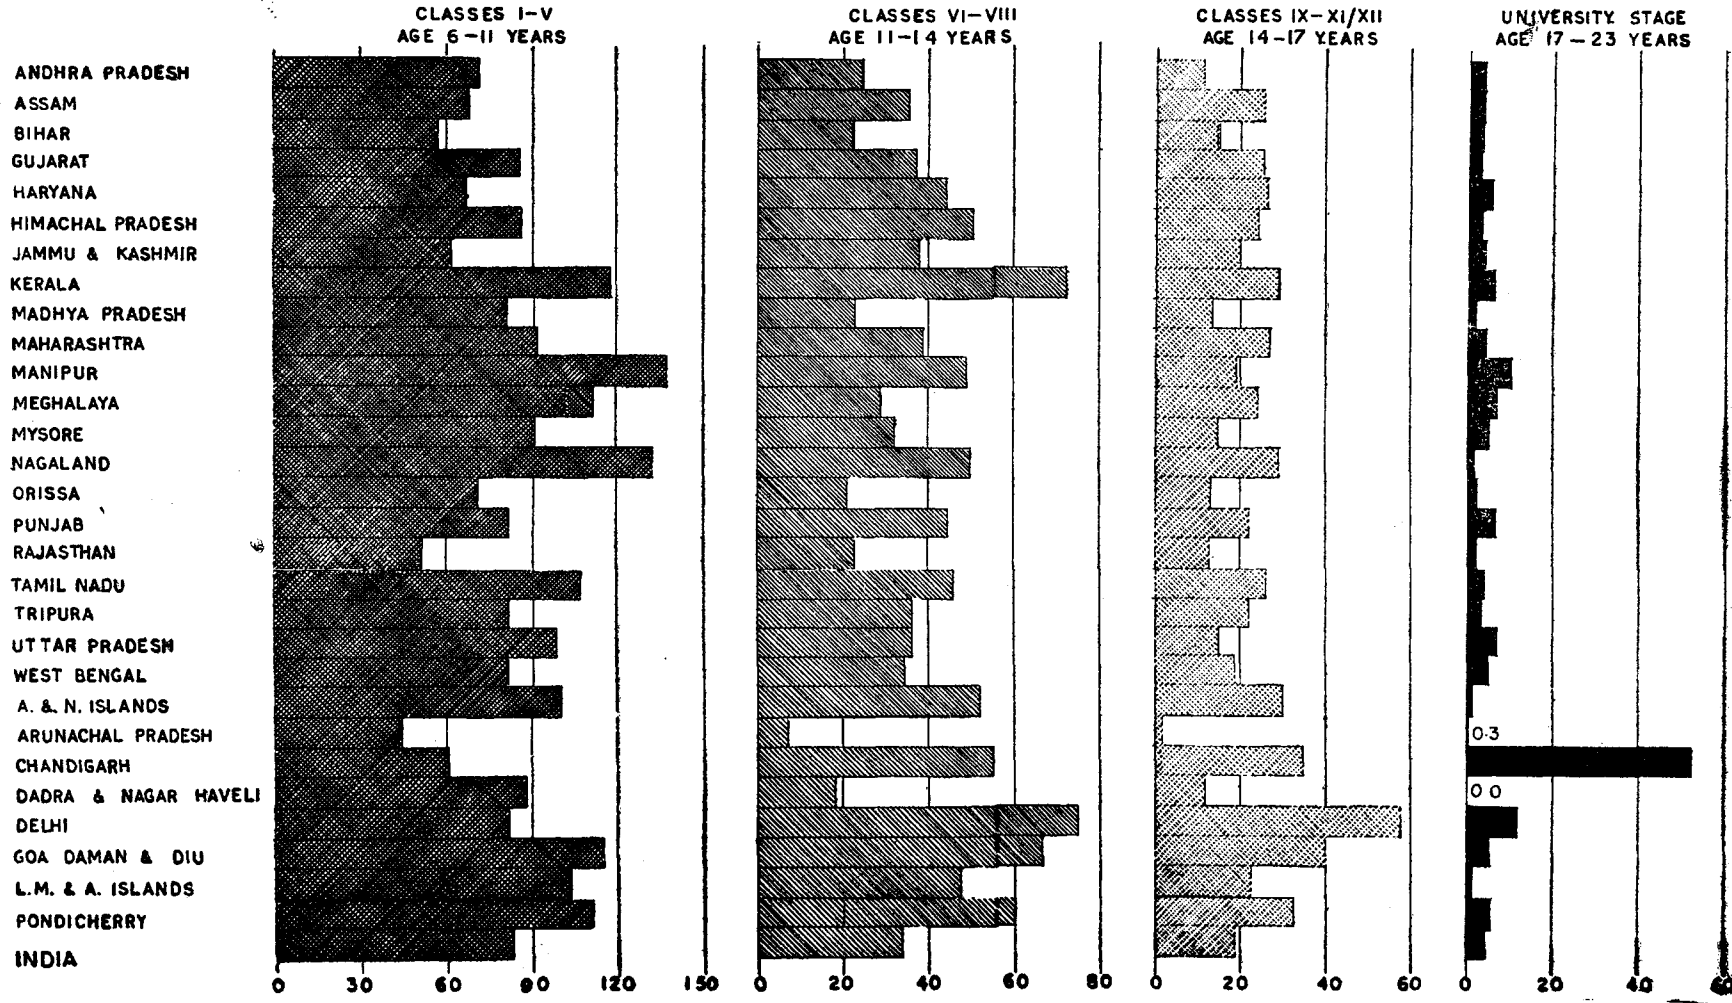 CLASSES I-V
AGE 6-11 YEARS
CLASSES VI-VIII
AGE 11-14 YEARS
CLASSES IX-XI/XII
AGE 14-17 YEARS
UNIVERSITY STAGE
AGE 17-23 YEARS
ANDHRA PRADESH
ASSAM
BIHAR
GUJARAT
HARYANA
HIMACHAL PRADESH
JAMMU & KASHMIR
KERALA
MADHYA PRADESH
MAHARASHTRA
MANIPUR
MEGHALAYA
MYSORE
NAGALAND
ORISSA
PUNJAB
RAJASTHAN
TAMIL NADU
TRIPURA
UTTAR PRADESH
WEST BENGAL
A. & N. ISLANDS
ARUNACHAL PRADESH 0.3
CHANDIGARH
DADRA & NAGAR HAVELI 0 0
DELHI
GOA DAMAN & DIU
L.M. & A. ISLANDS
PONDICHERRY
INDIA
0 30 60 90 120 150 0 20 40 60 80 0 20 40 60 0 20 40